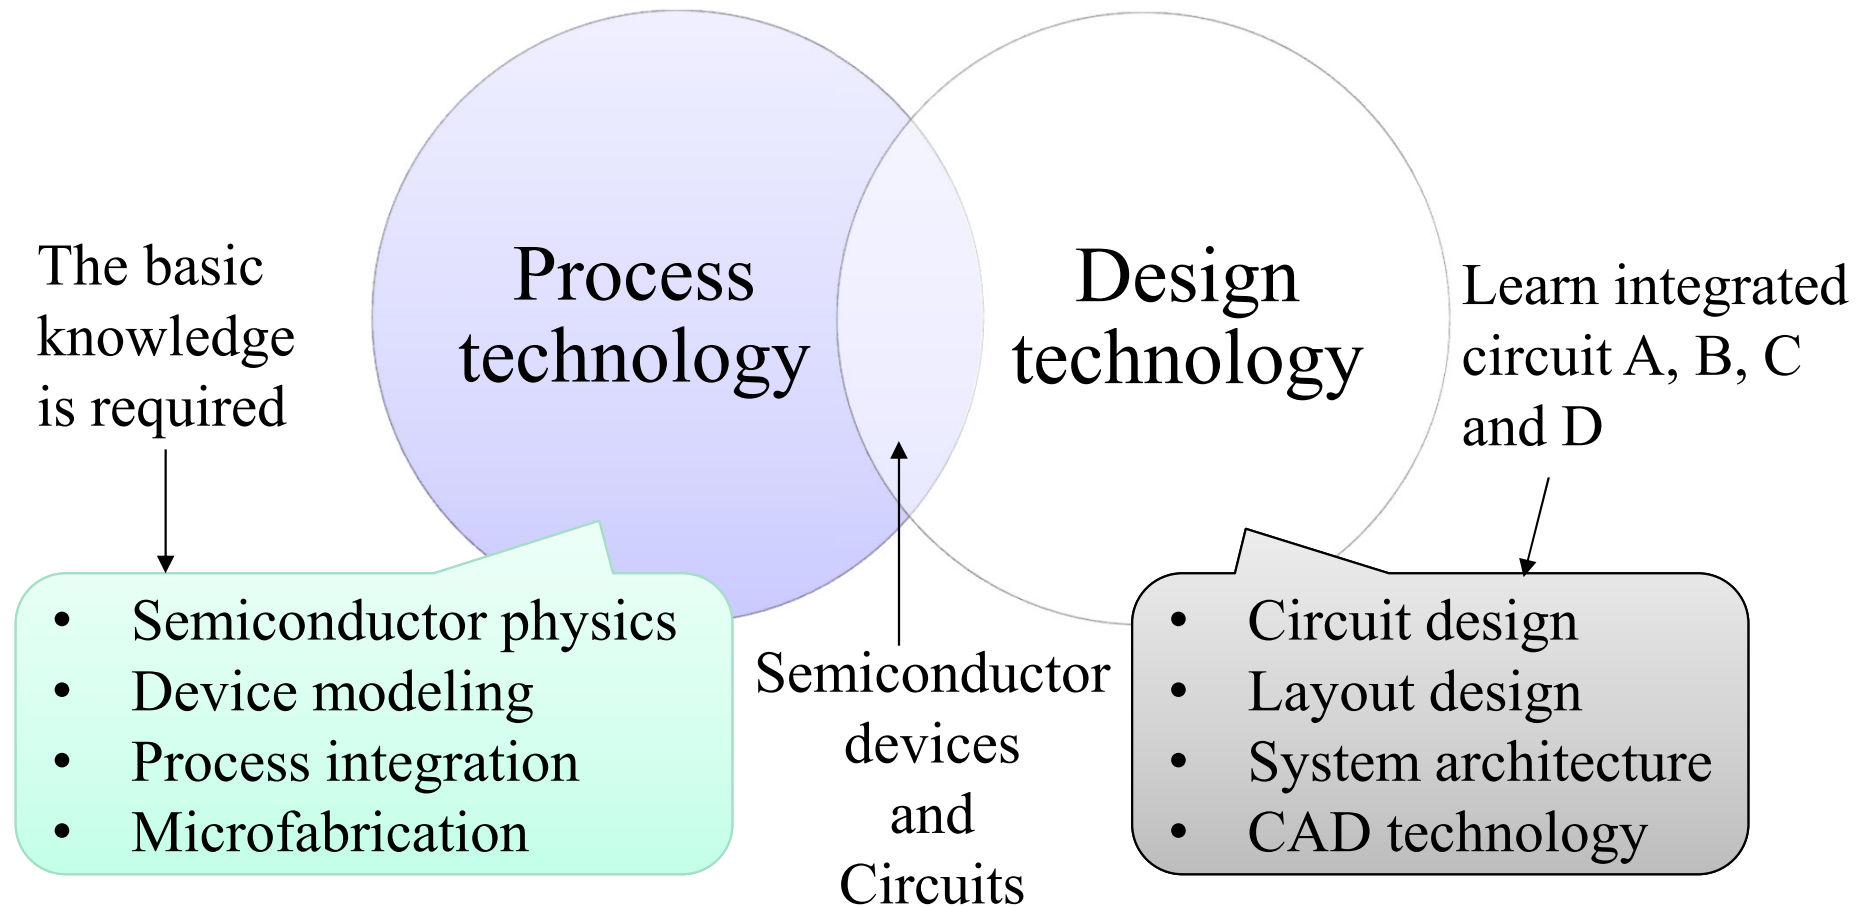 Process
technology
Design
technology
The basic
knowledge
is required
Learn integrated
circuit A, B, C
and D
• Semiconductor physics
• Device modeling
• Process integration
• Microfabrication
Semiconductor
devices
and
Circuits
• Circuit design
• Layout design
• System architecture
• CAD technology